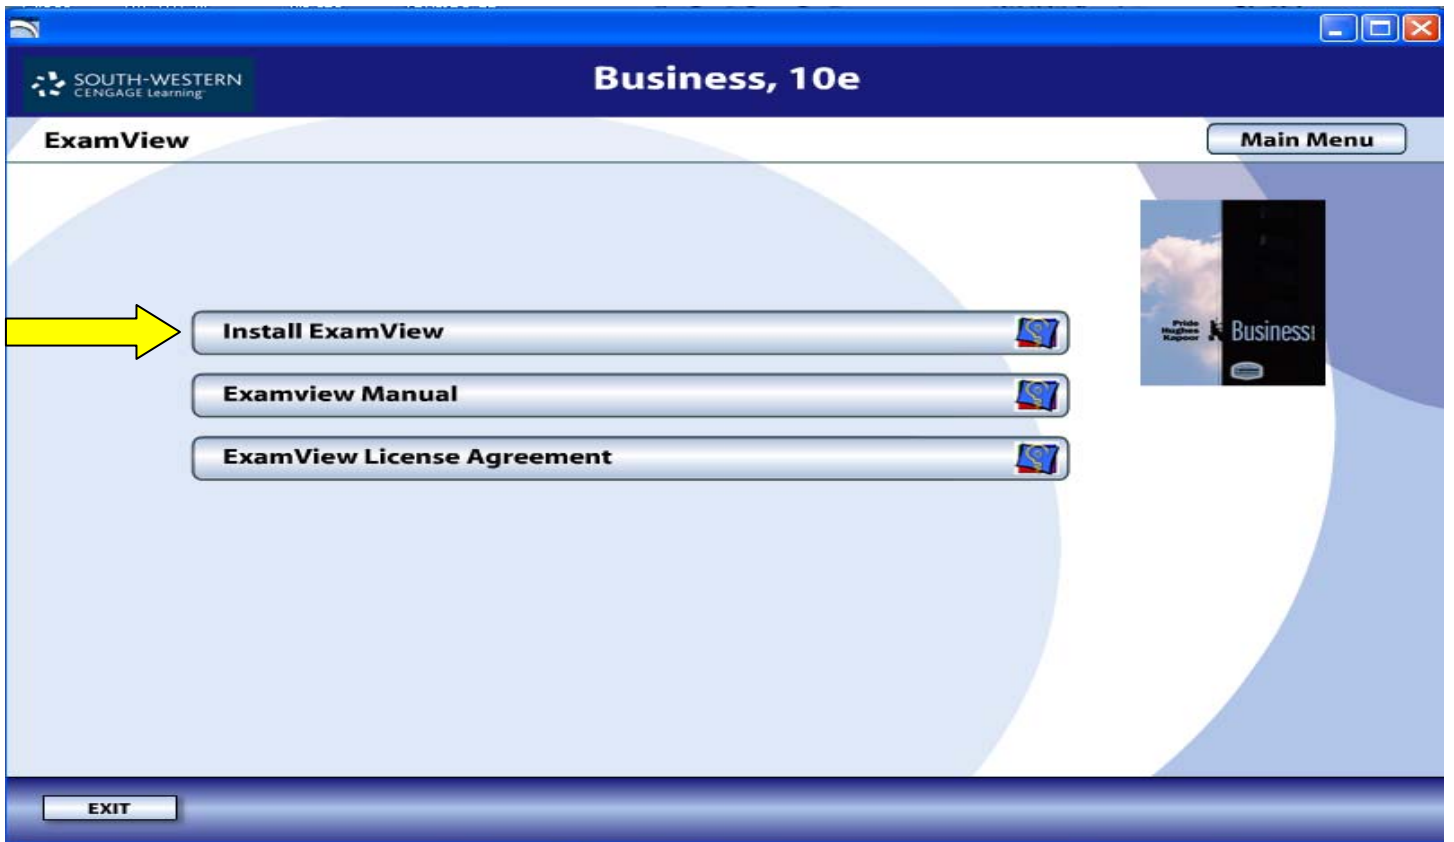 SOUTH-WESTERN
CENGAGE Learning
Business, 10e
ExamView
Main Menu
Install ExamView
Examview Manual
ExamView License Agreement
Pride
Hughes
Kapoor
Business
EXIT